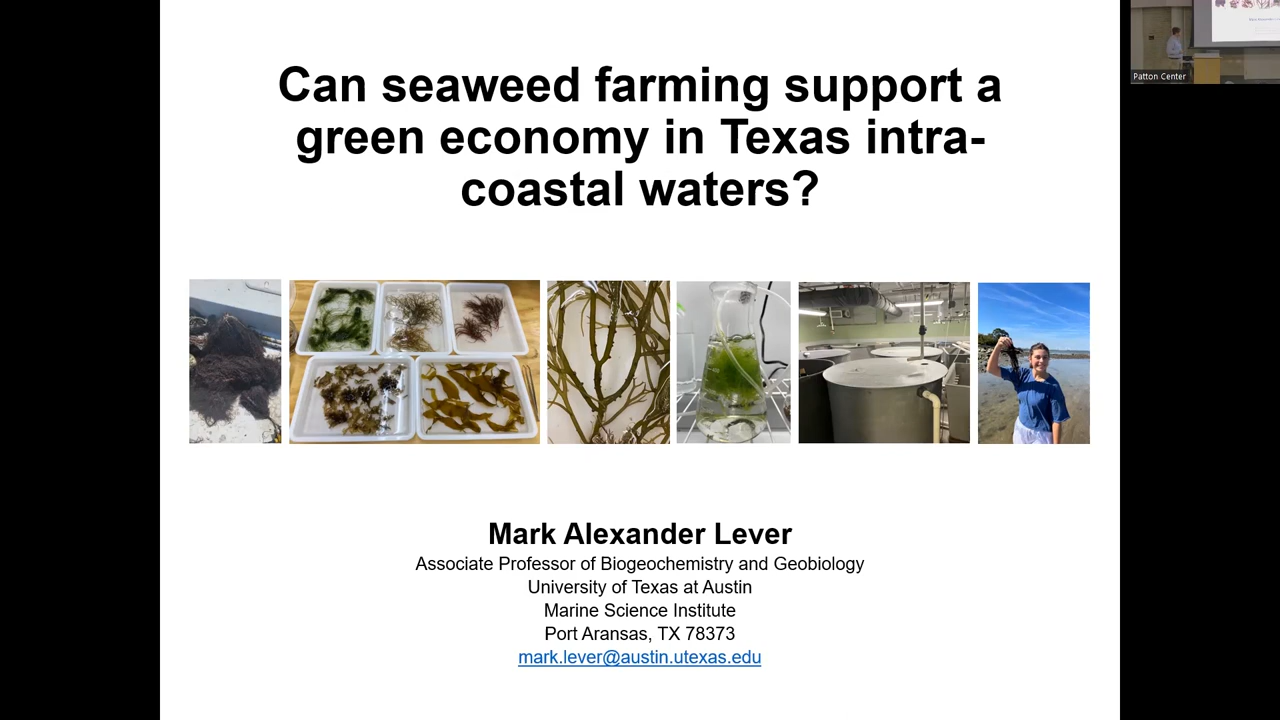 Can seaweed farming support a
green economy in Texas intra-
coastal waters?
Mark Alexander Lever
Associate Professor of Biogeochemistry and Geobiology
University of Texas at Austin
Marine Science Institute
Port Aransas, TX 78373
mark.lever@austin.utexas.edu
Patton Center